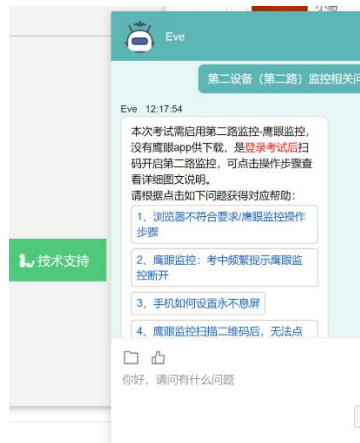 小易
Eve
第二设备（第二路）监控相关问
Eve 12:17:54
本次考试需启用第二路监控-鹰眼监控，
没有鹰眼app供下载，是登录考试后扫
码开启第二路监控，可点击操作步骤查
看详细图文说明。
请根据点击如下问题获得对应帮助：
1、浏览器不符合要求/鹰眼监控操作
步骤
2、鹰眼监控：考中频繁提示鹰眼监
控断开
3、手机如何设置永不息屏
4、鹰眼监控扫描二维码后，无法点
技术支持
你好，请问有什么问题